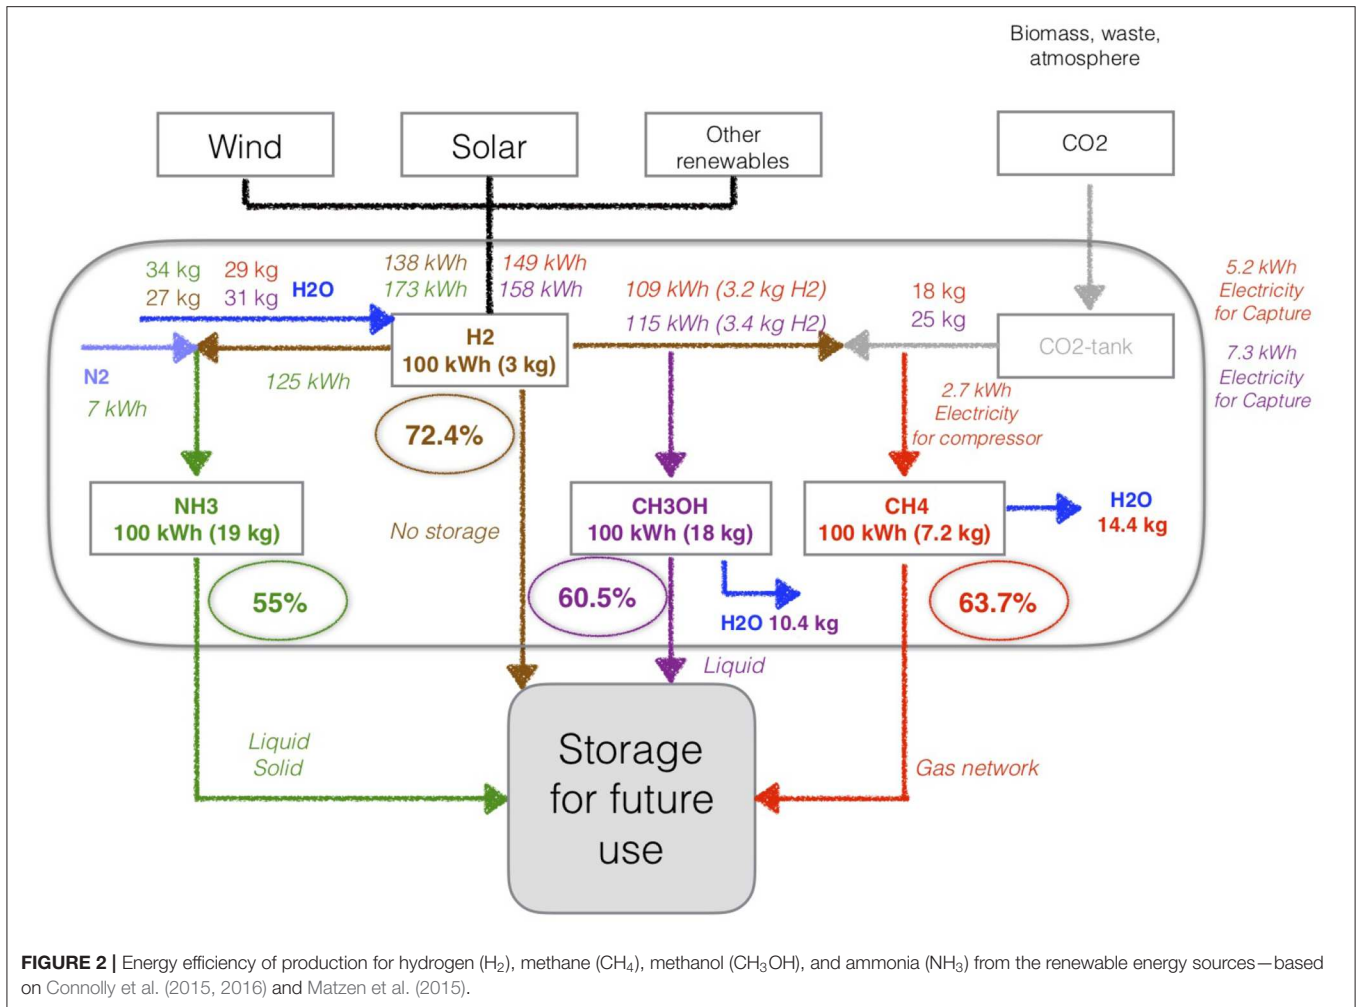 Biomass, waste,
atmosphere
Wind
Solar
Other
renewables
CO2
34 kg
29 kg
27 kg
31 kg
H2O
138 kWh
149 kWh
173 kWh
158 kWh
109 kWh (3.2 kg H2)
115 kWh (3.4 kg H2)
18 kg
25 kg
5.2 kWh
Electricity
for Capture
7.3 kWh
Electricity
for Capture
H2
100 kWh (3 kg)
CO2-tank
N2
7 kWh
125 kWh
72.4%
2.7 kWh
Electricity
for compressor
NH3
100 kWh (19 kg)
No storage
CH3OH
100 kWh (18 kg)
CH4
100 kWh (7.2 kg)
H2O
14.4 kg
55%
60.5%
63.7%
H2O 10.4 kg
Liquid
Liquid
Solid
Gas network
Storage
for future
use
FIGURE 2 | Energy efficiency of production for hydrogen (H₂), methane (CH₄), methanol (CH₃OH), and ammonia (NH₃) from the renewable energy sources—based
on Connolly et al. (2015, 2016) and Matzen et al. (2015).